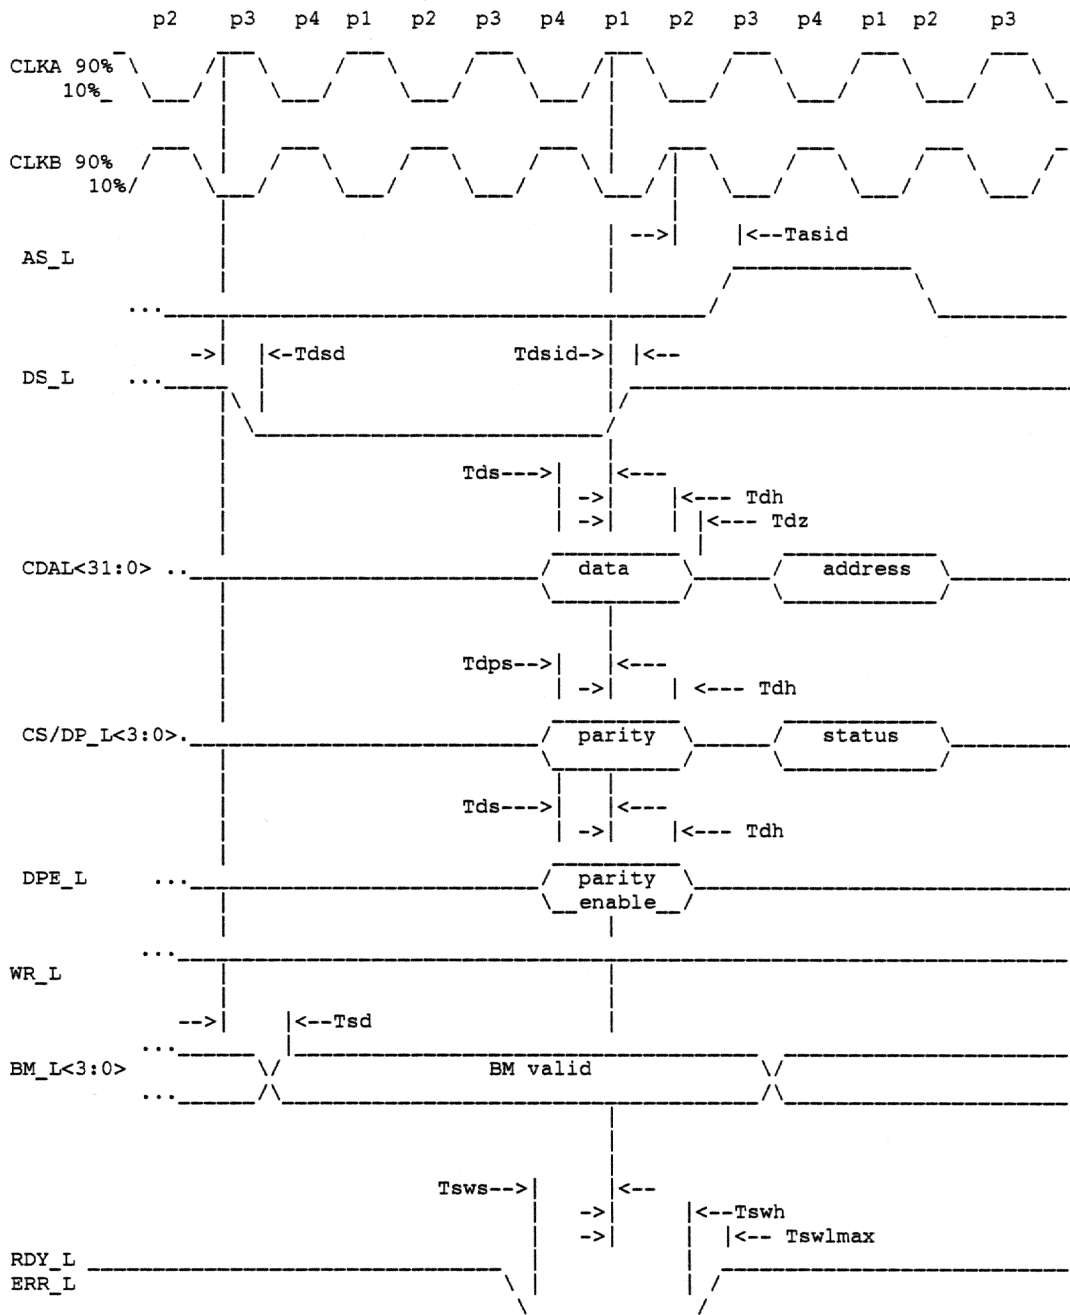 p2 p3 p4 p1 p2 p3 p4 p1 p2 p3 p4 p1 p2 p3
CLKA 90%
10%
CLKB 90%
10%
-->| |<--Tasid
AS_L
...
->| |<-Tdsd Tdsid->| |<--
DS_L ...
Tds--->| |<---
->| |<--- Tdh
->| |<--- Tdz
CDAL<31:0> .. data address
Tdps-->| |<---
->| | <--- Tdh
CS/DP_L<3:0>. parity status
Tds--->| |<---
->| |<--- Tdh
DPE_L ... parity
enable
...
WR_L
-->| |<--Tsd
...
BM_L<3:0> BM valid
...
Tsws-->| |<--
->| |<--Tswh
->| |<-- Tswlmax
RDY_L
ERR_L